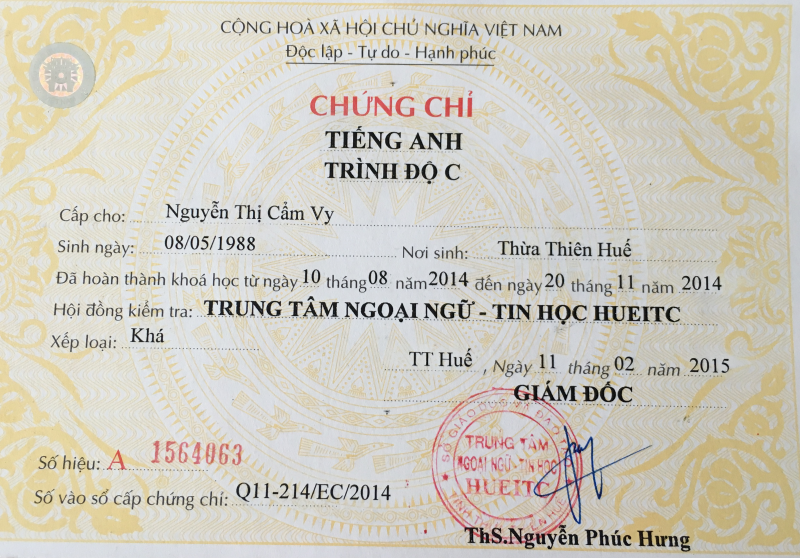 CỘNG HOÀ XÃ HỘI CHỦ NGHĨA VIỆT NAM
Độc lập - Tự do - Hạnh phúc
CHỨNG CHỈ
TIẾNG ANH
TRÌNH ĐỘ C
Cấp cho: Nguyễn Thị Cẩm Vy
Sinh ngày: 08/05/1988 Nơi sinh: Thừa Thiên Huế
Đã hoàn thành khoá học từ ngày 10 tháng 08 năm 2014 đến ngày 20 tháng 11 năm 2014
Hội đồng kiểm tra: TRUNG TÂM NGOẠI NGỮ - TIN HỌC HUEITC
Xếp loại: Khá
TT Huế, Ngày 11 tháng 02 năm 2015
GIÁM ĐỐC
SỞ GIÁO DỤC VÀ ĐÀO
TRUNG TÂM
NGOẠI NGỮ - TIN HỌC
HUEITC
Số hiệu: A 1564063
Số vào sổ cấp chứng chỉ: Q11-214/EC/2014
ThS.Nguyễn Phúc Hưng